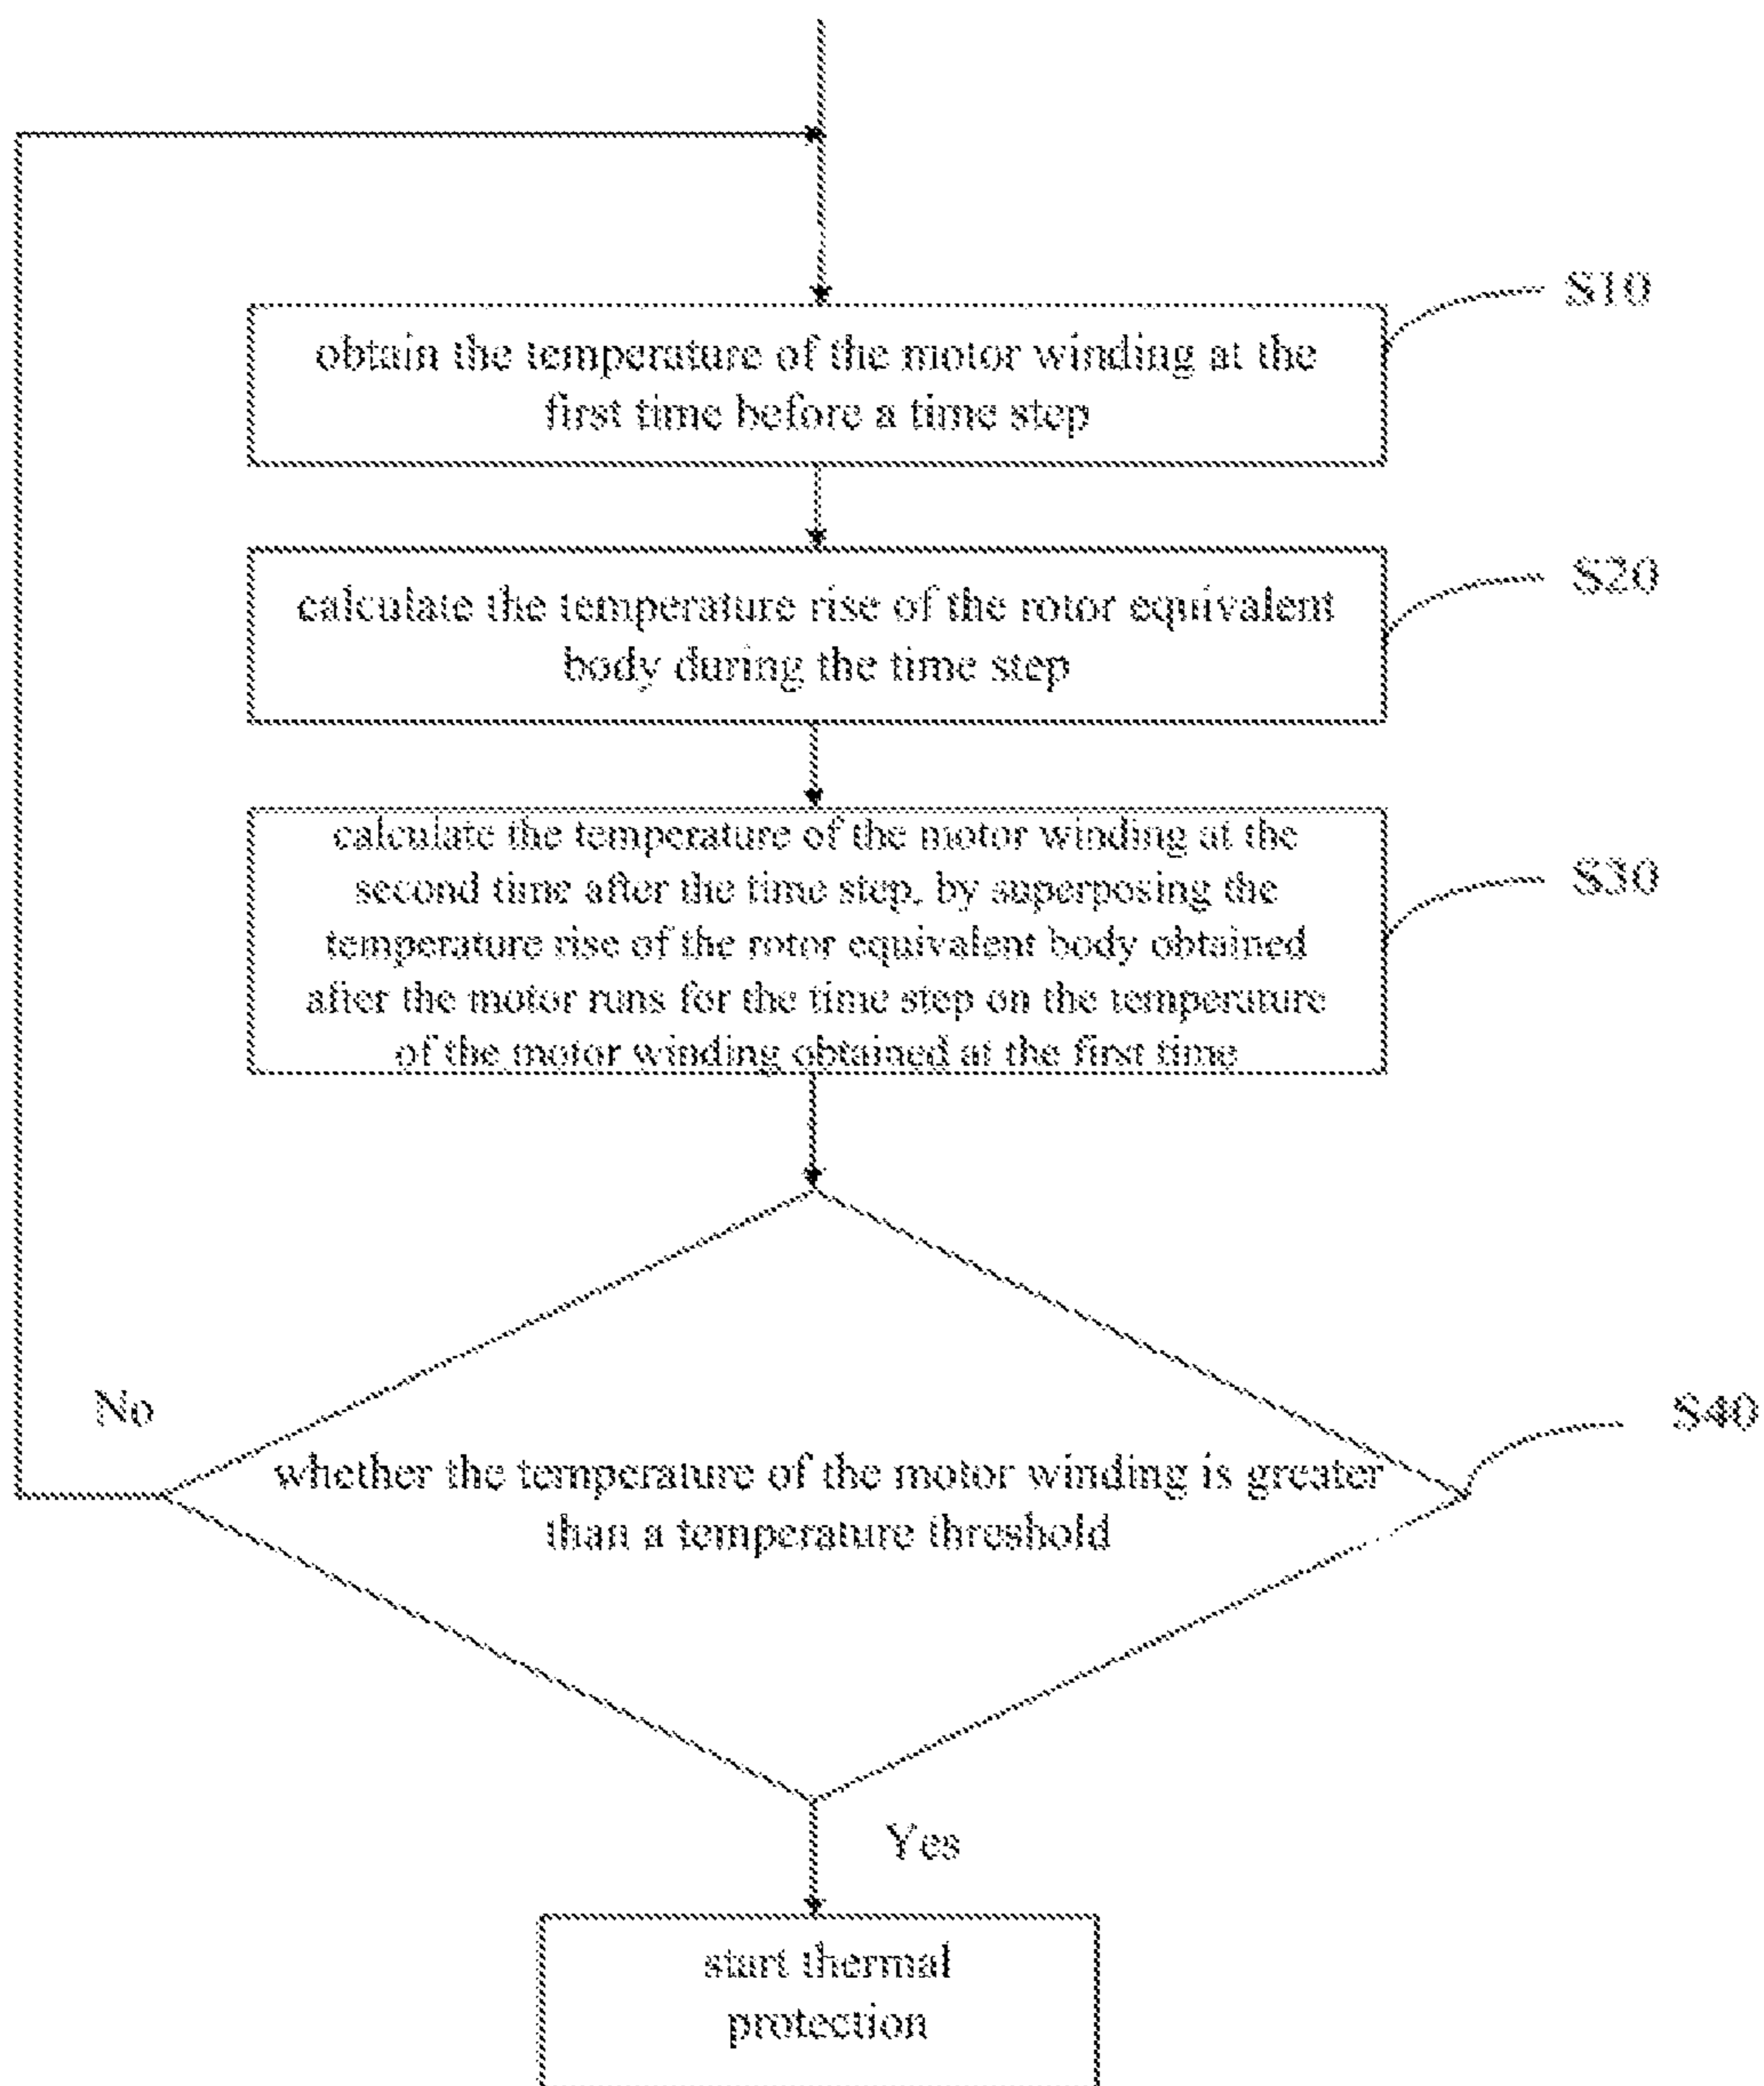 S10
obtain the temperature of the motor winding at the
first time before a time step
S20
calculate the temperature rise of the rotor equivalent
body during the time step
calculate the temperature of the motor winding at the
second time after the time step, by superposing the
S30
temperature rise of the rotor equivalent body obtained
after the motor runs for the time step on the temperature
of the motor winding obtained at the first time
No
S40
whether the temperature of the motor winding is greater
than a temperature threshold
Yes
start thermal
protection